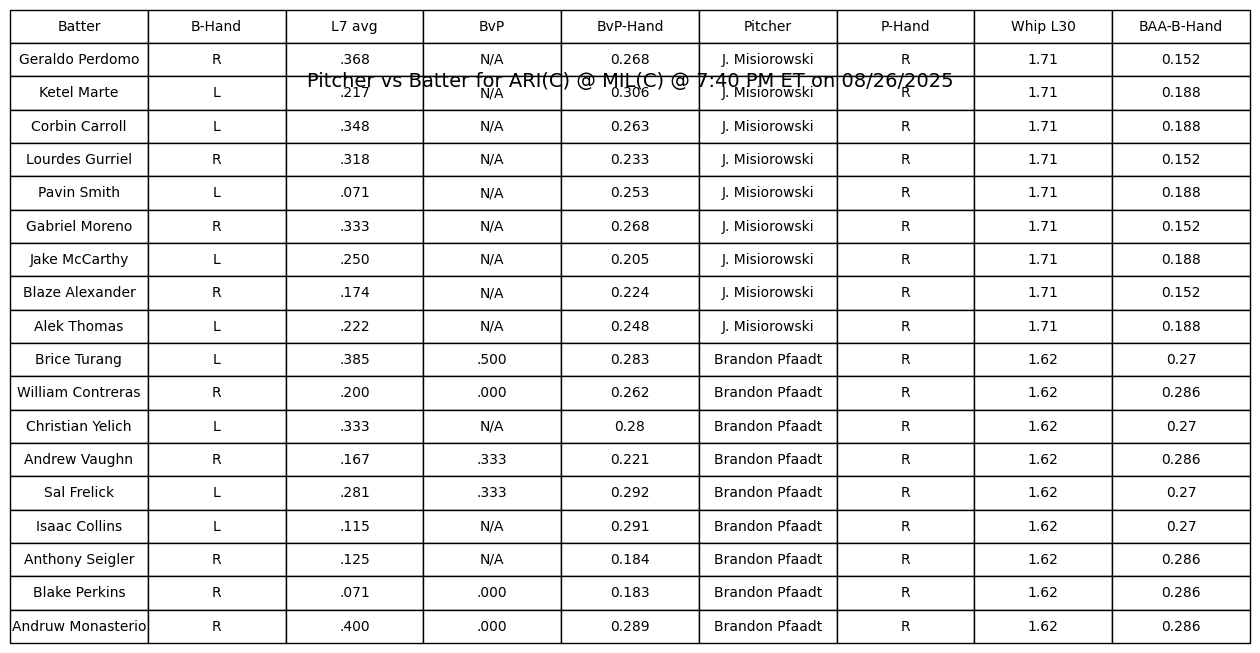 Batter B-Hand L7 avg BvP BvP-Hand Pitcher P-Hand Whip L30 BAA-B-Hand
Geraldo Perdomo R .368 N/A 0.268 J. Misiorowski R 1.71 0.152
Pitcher vs Batter for ARI(C) @ MIL(C) @ 7:40 PM ET on 08/26/2025
Ketel Marte L .217 N/A 0.306 J. Misiorowski R 1.71 0.188
Corbin Carroll L .348 N/A 0.263 J. Misiorowski R 1.71 0.188
Lourdes Gurriel R .318 N/A 0.233 J. Misiorowski R 1.71 0.152
Pavin Smith L .071 N/A 0.253 J. Misiorowski R 1.71 0.188
Gabriel Moreno R .333 N/A 0.268 J. Misiorowski R 1.71 0.152
Jake McCarthy L .250 N/A 0.205 J. Misiorowski R 1.71 0.188
Blaze Alexander R .174 N/A 0.224 J. Misiorowski R 1.71 0.152
Alek Thomas L .222 N/A 0.248 J. Misiorowski R 1.71 0.188
Brice Turang L .385 .500 0.283 Brandon Pfaadt R 1.62 0.27
William Contreras R .200 .000 0.262 Brandon Pfaadt R 1.62 0.286
Christian Yelich L .333 N/A 0.28 Brandon Pfaadt R 1.62 0.27
Andrew Vaughn R .167 .333 0.221 Brandon Pfaadt R 1.62 0.286
Sal Frelick L .281 .333 0.292 Brandon Pfaadt R 1.62 0.27
Isaac Collins L .115 N/A 0.291 Brandon Pfaadt R 1.62 0.27
Anthony Seigler R .125 N/A 0.184 Brandon Pfaadt R 1.62 0.286
Blake Perkins R .071 .000 0.183 Brandon Pfaadt R 1.62 0.286
Andruw Monasterio R .400 .000 0.289 Brandon Pfaadt R 1.62 0.286